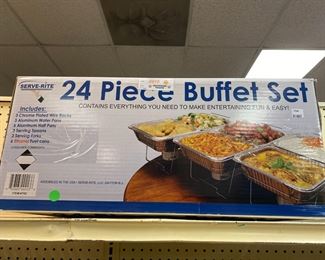 SERVE-RITE
24 Piece Buffet Set
CONTAINS EVERYTHING YOU NEED TO MAKE ENTERTAINING FUN & EASY!
Includes:
3 Chrome Plated Wire Racks
3 Aluminum Water Pans
6 Aluminum Half Pans
3 Serving Spoons
3 Serving Forks
6 Ethanol Fuel Cans